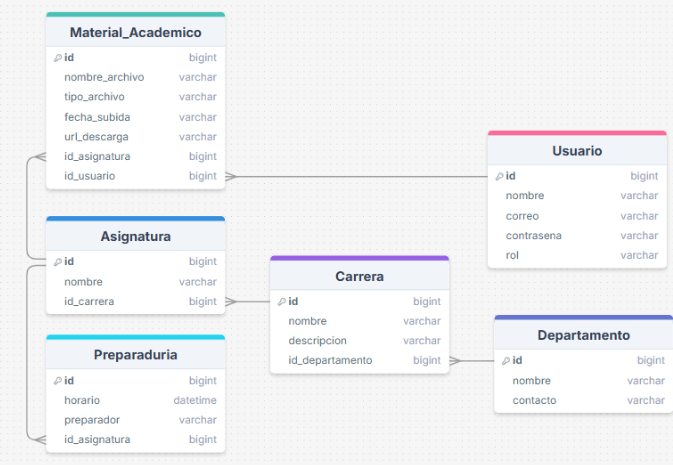 Material_Academico
id bigint
nombre_archivo varchar
tipo_archivo varchar
fecha_subida varchar
url_descarga varchar
id_asignatura bigint
id_usuario bigint
Usuario
id bigint
nombre varchar
correo varchar
contrasena varchar
rol varchar
Asignatura
id bigint
nombre varchar
id_carrera bigint
Carrera
id bigint
nombre varchar
descripcion varchar
id_departamento bigint
Departamento
id bigint
nombre varchar
contacto varchar
Preparaduria
id bigint
horario datetime
preparador varchar
id_asignatura bigint